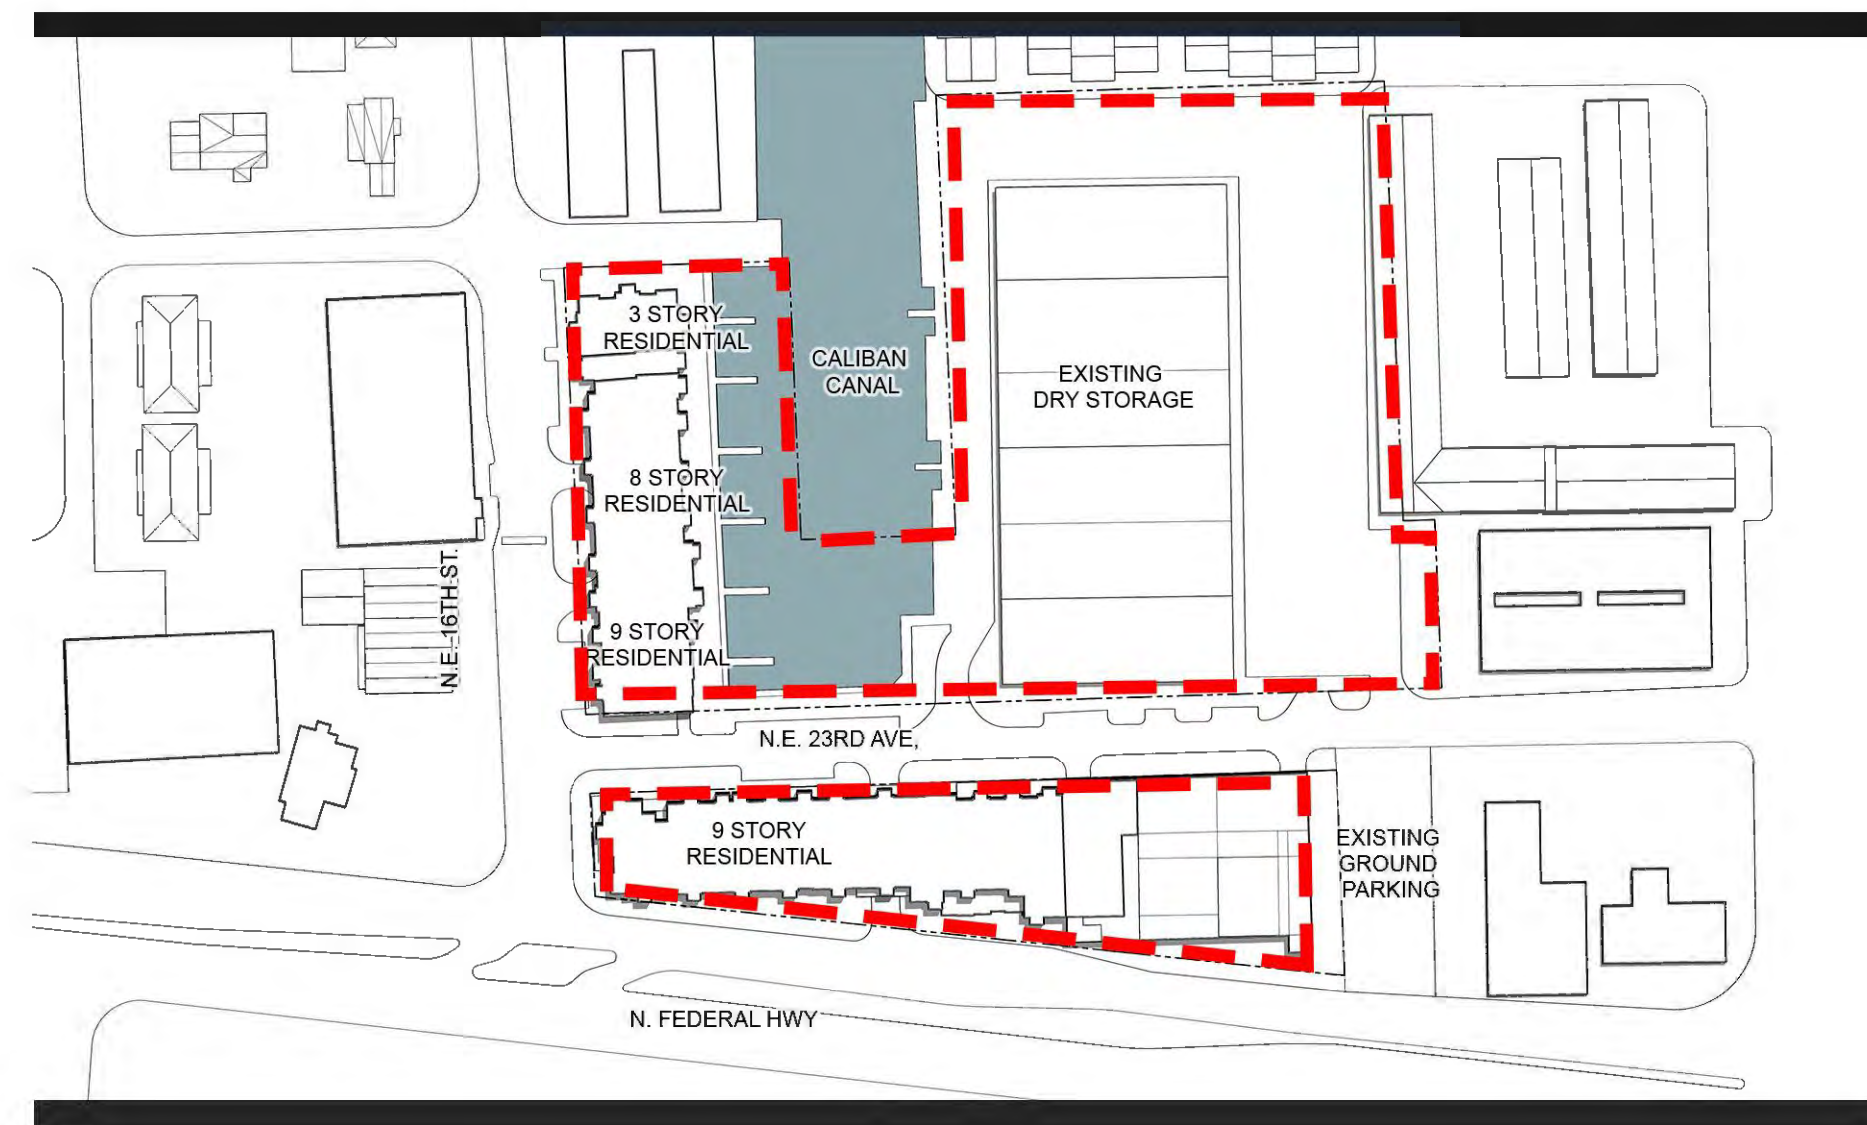 3 STORY
RESIDENTIAL
CALIBAN
CANAL
EXISTING
DRY STORAGE
8 STORY
RESIDENTIAL
N.E. 16TH ST.
9 STORY
RESIDENTIAL
N.E. 23RD AVE,
9 STORY
RESIDENTIAL
EXISTING
GROUND
PARKING
N. FEDERAL HWY